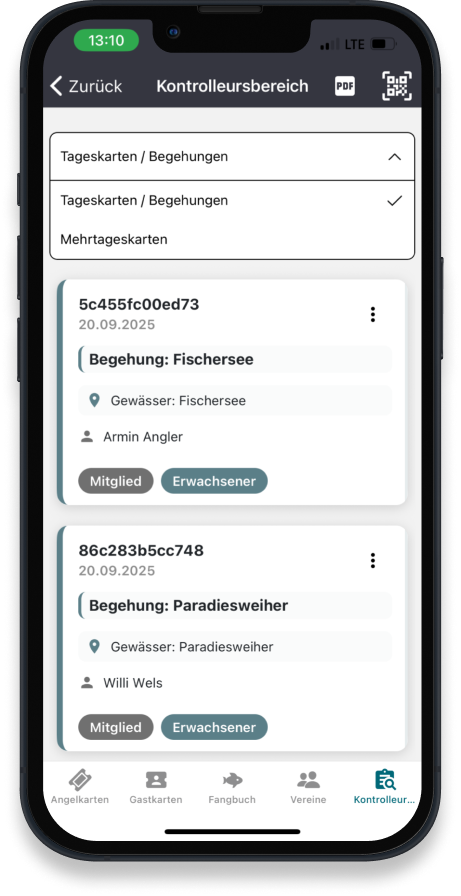 13:10
LTE
Zurück
Kontrolleursbereich
PDF
Tageskarten / Begehungen
Tageskarten / Begehungen
Mehrtageskarten
5c455fc00ed73
20.09.2025
Begehung: Fischersee
Gewässer: Fischersee
Armin Angler
Mitglied
Erwachsener
86c283b5cc748
20.09.2025
Begehung: Paradiesweiher
Gewässer: Paradiesweiher
Willi Wels
Mitglied
Erwachsener
Angelkarten
Gastkarten
Fangbuch
Vereine
Kontrolleur...